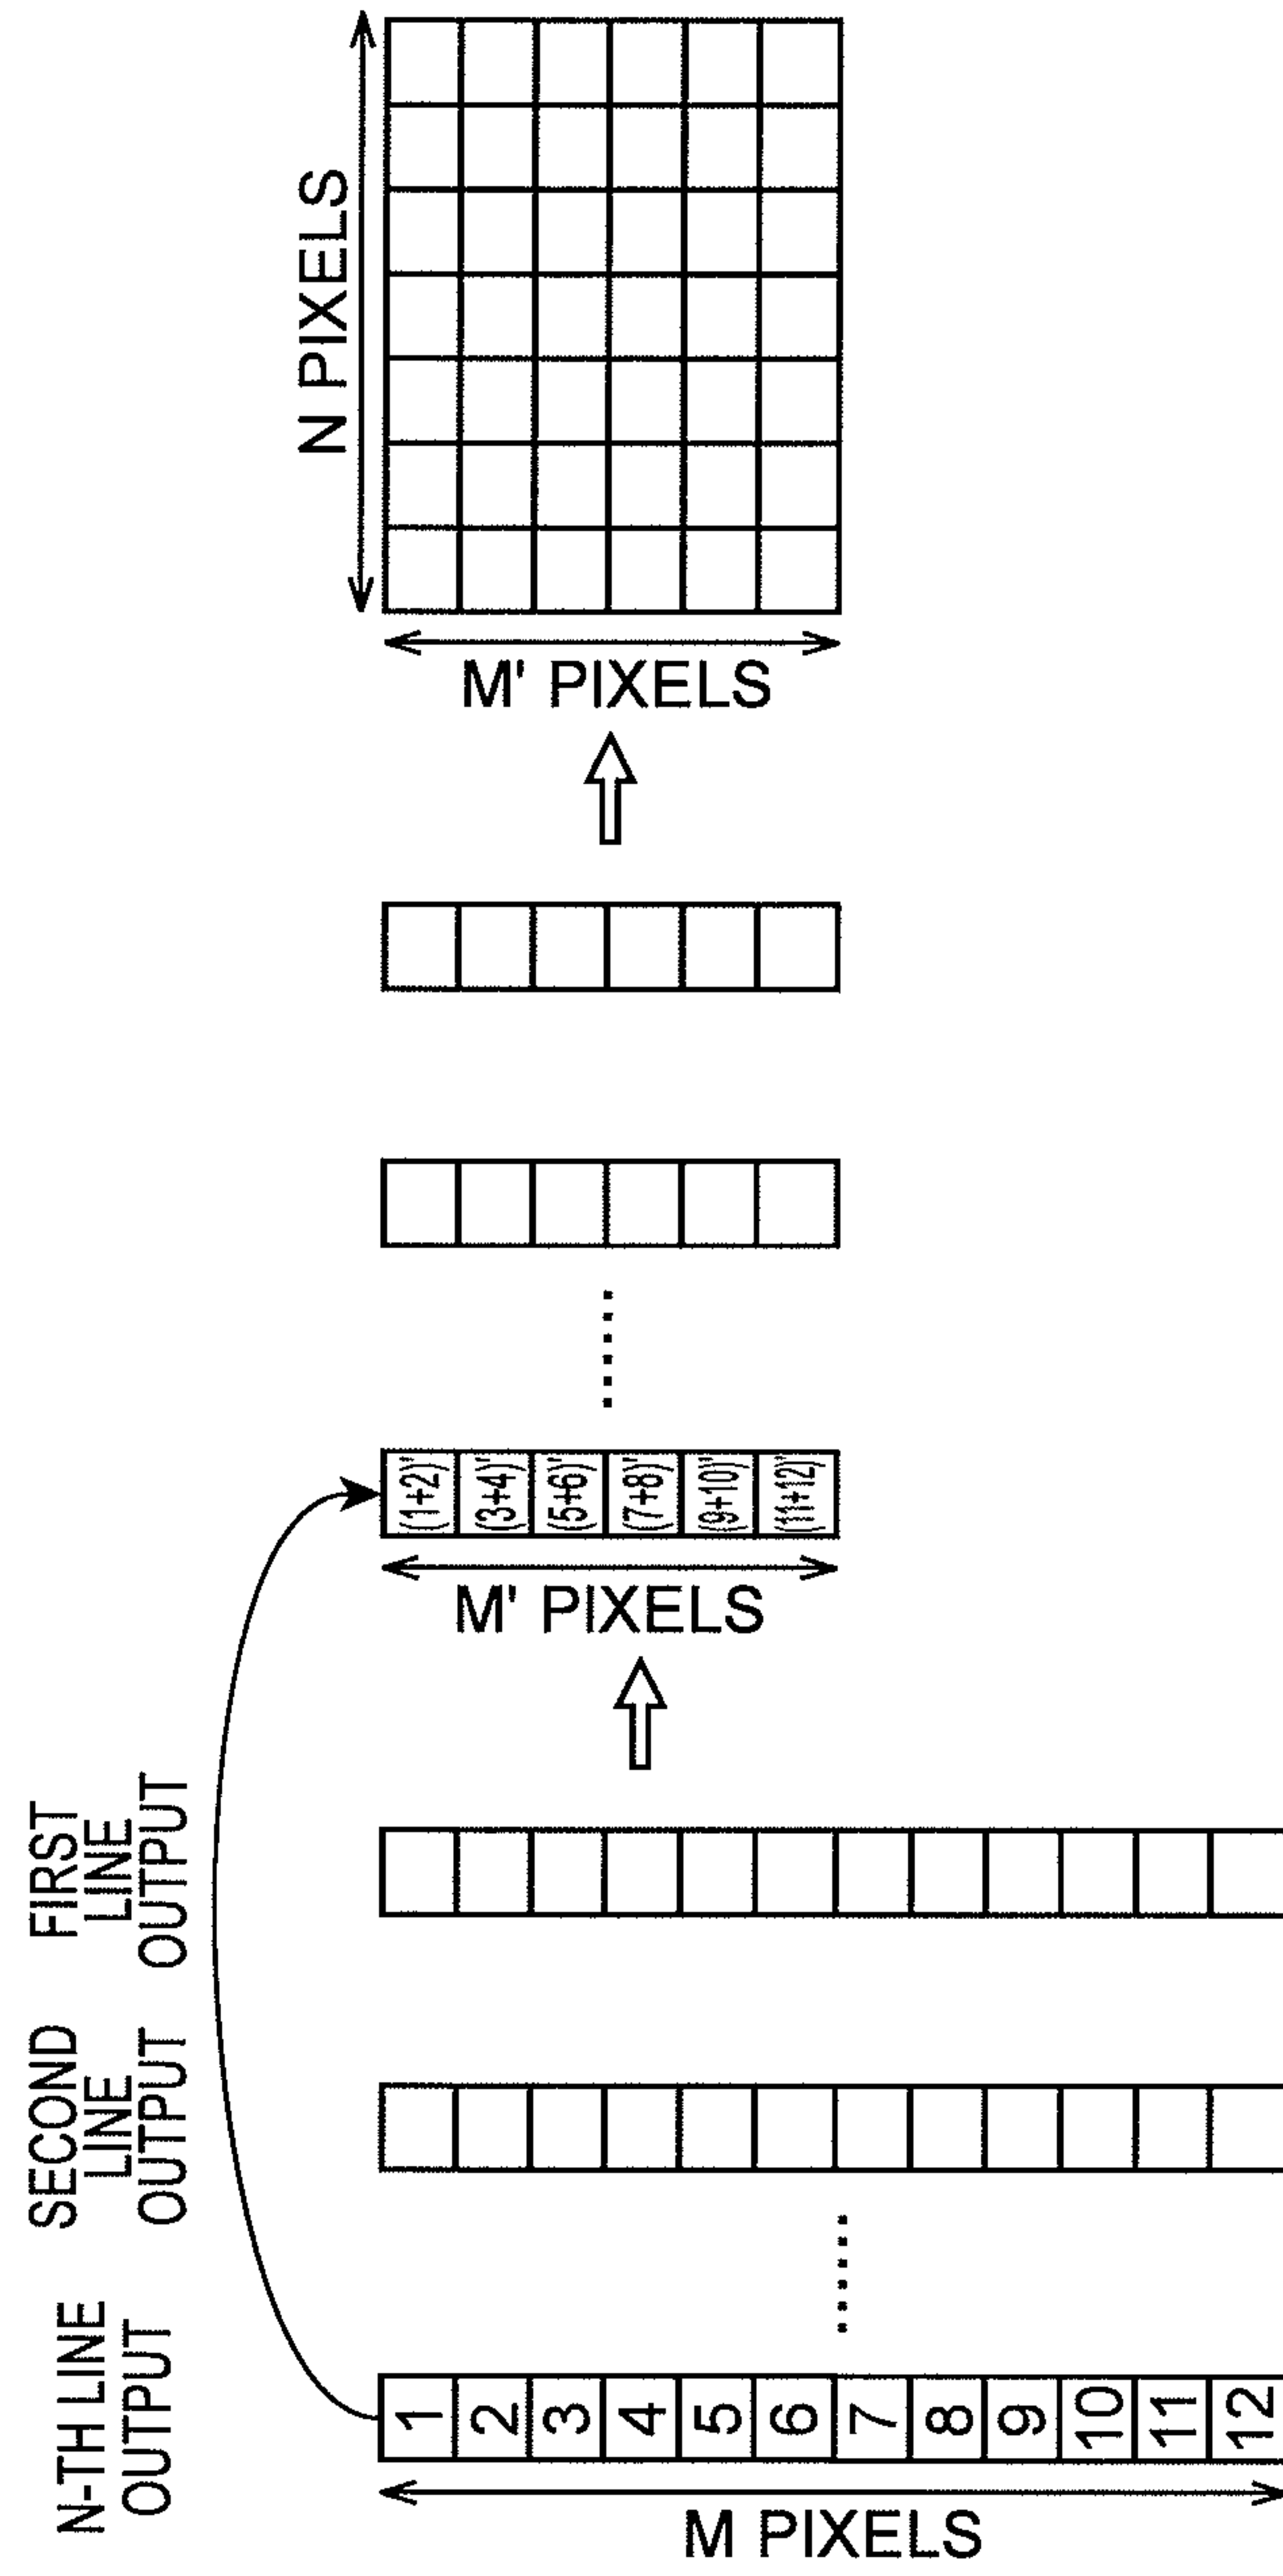 N-TH LINE
OUTPUT
SECOND
LINE
OUTPUT
FIRST
LINE
OUTPUT
M PIXELS
1
2
3
4
5
6
7
8
9
10
11
12
M' PIXELS
(1+2)'
(3+4)'
(5+6)'
(7+8)'
(9+10)'
(11+12)'
M' PIXELS
N PIXELS